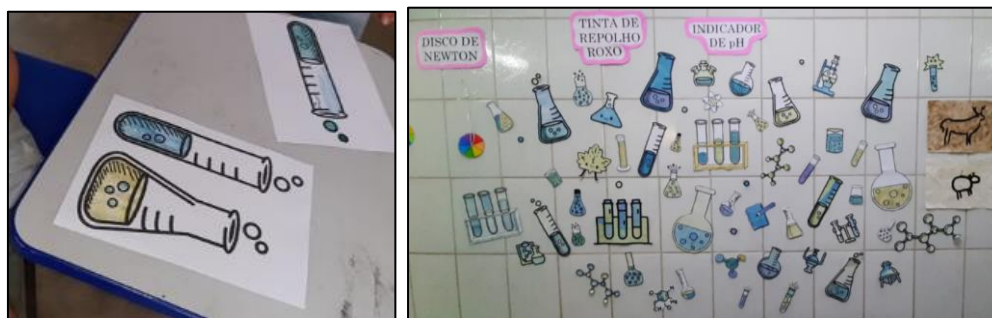 DISCO DE
NEWTON
TINTA DE
REPOLHO
ROXO
INDICADOR
DE pH